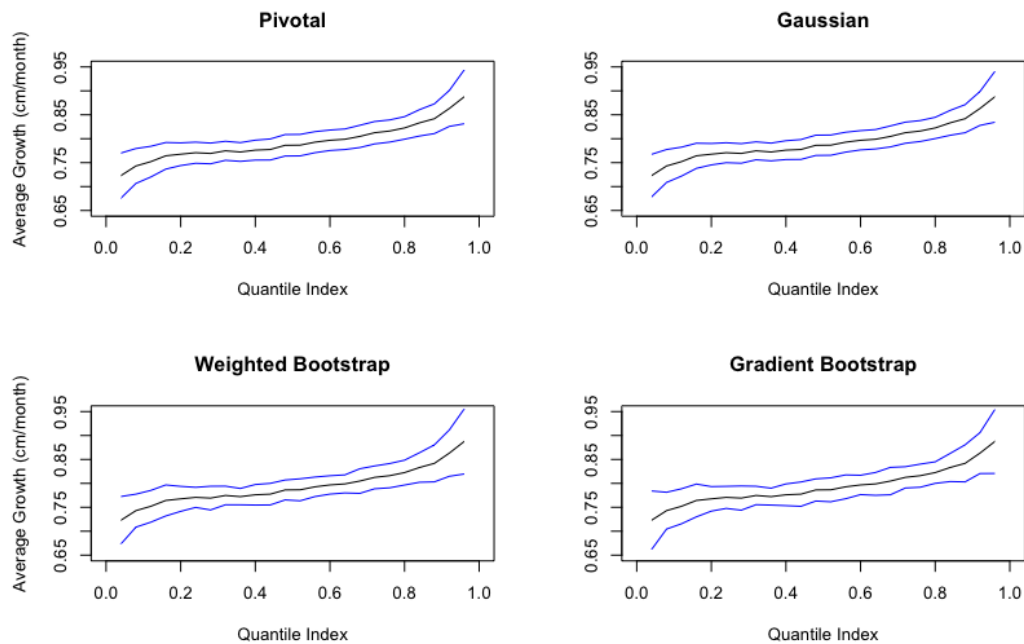 Pivotal
Average Growth (cm/month)
0.65 0.75 0.85 0.95
0.0 0.2 0.4 0.6 0.8 1.0
Quantile Index
Gaussian
0.65 0.75 0.85 0.95
0.0 0.2 0.4 0.6 0.8 1.0
Quantile Index
Weighted Bootstrap
Average Growth (cm/month)
0.65 0.75 0.85 0.95
0.0 0.2 0.4 0.6 0.8 1.0
Quantile Index
Gradient Bootstrap
0.65 0.75 0.85 0.95
0.0 0.2 0.4 0.6 0.8 1.0
Quantile Index